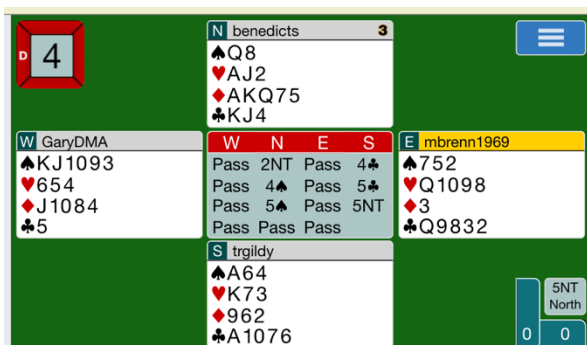 D 4
N benedicts 3
♠AQ8
♥AJ2
♦AKQ75
♣KJ4
W GaryDMA
♠KJ1093
♥654
♦J1084
♣5
W N E S
Pass 2NT Pass 4♣
Pass 4♠ Pass 5♣
Pass 5♠ Pass 5NT
Pass Pass Pass
E mbrenn1969
♠752
♥Q1098
♦3
♣Q9832
S trgildy
♠A64
♥K73
♦962
♣A1076
5NT
North
0 0